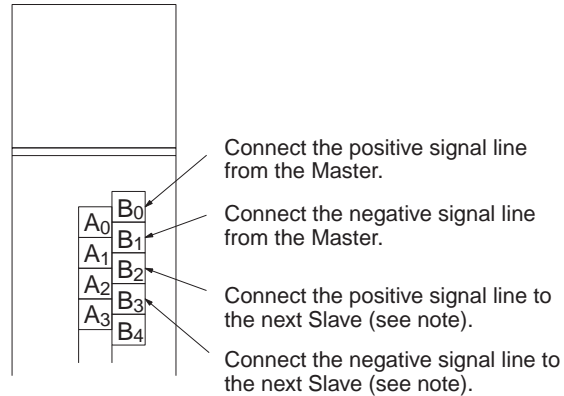 Connect the positive signal line
from the Master.
B0
A0
Connect the negative signal line
from the Master.
B1
A1
B2
A2
Connect the positive signal line to
the next Slave (see note).
B3
A3
B4
Connect the negative signal line to
the next Slave (see note).